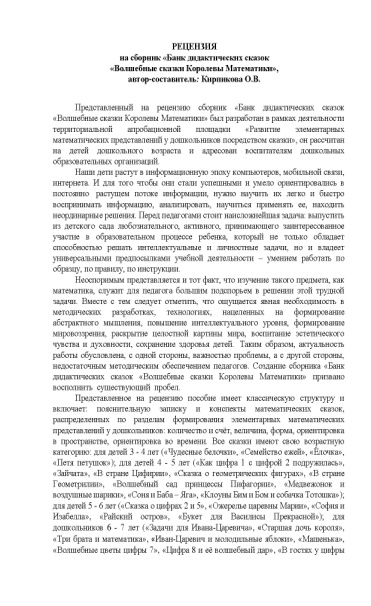 РЕЦЕНЗИЯ
на сборник «Банк дидактических сказок
«Волшебные сказки Королевы Математики»,
автор-составитель: Кирпикова О.В.
Представленный на рецензию сборник «Банк дидактических сказок
«Волшебные сказки Королевы Математики» был разработан в рамках деятельности
территориальной апробационной площадки «Развитие элементарных
математических представлений у дошкольников посредством сказки», он рассчитан
на детей дошкольного возраста и адресован воспитателям дошкольных
образовательных организаций.
Наши дети растут в информационную эпоху компьютеров, мобильной связи,
интернета. И для того чтобы они стали успешными и умело ориентировались в
постоянно растущем потоке информации, нужно научить их легко и быстро
воспринимать информацию, анализировать, научиться применять ее, находить
неординарные решения. Перед педагогами стоит наисложнейшая задача: выпустить
из детского сада любознательного, активного, принимающего заинтересованное
участие в образовательном процессе ребенка, который не только обладает
способностью решать интеллектуальные и личностные задачи, но и владеет
универсальными предпосылками учебной деятельности – умением работать по
образцу, по правилу, по инструкции.
Неоспоримым представляется и тот факт, что изучение такого предмета, как
математика, служит для педагога большим подспорьем в решении этой трудной
задачи. Вместе с тем следует отметить, что ощущается явная необходимость в
методических разработках, технологиях, нацеленных на формирование
абстрактного мышления, повышение интеллектуального уровня, формирование
мировоззрения, раскрытие целостной картины мира, воспитание эстетического
чувства и духовности, сохранение здоровья детей. Таким образом, актуальность
работы обусловлена, с одной стороны, важностью проблемы, а с другой стороны,
недостаточным методическим обеспечением педагогов. Создание сборника «Банк
дидактических сказок «Волшебные сказки Королевы Математики» призвано
восполнить существующий пробел.
Представленное на рецензию пособие имеет классическую структуру и
включает: пояснительную записку и конспекты математических сказок,
распределенных по разделам формирования элементарных математических
представлений у дошкольников: количество и счёт, величина, форма, ориентировка
в пространстве, ориентировка во времени. Все сказки имеют свою возрастную
категорию: для детей 3 - 4 лет («Чудесные белочки», «Семейство ежей», «Ёлочка»,
«Петя петушок»); для детей 4 - 5 лет («Как цифра 1 с цифрой 2 подружилась»,
«Зайчата», «В стране Цифирии», «Сказка о геометрических фигурах», «В стране
Геометрилии», «Волшебный сад принцессы Пифагории», «Медвежонок и
воздушные шарики», «Соня и Баба – Яга», «Клоуны Бим и Бом и собачка Тотошка»);
для детей 5 - 6 лет («Сказка о цифрах 2 и 5», «Ожерелье царевны Марии», «София и
Изабелла», «Райский остров», «Букет для Василисы Прекрасной»); для
дошкольников 6 - 7 лет («Задачи для Ивана-Царевича», «Старшая дочь короля»,
«Три брата и математика», «Иван-Царевич и молодильные яблоки», «Машенька»,
«Волшебные цветы цифры 7», «Цифра 8 и её волшебный дар», «В гостях у цифры